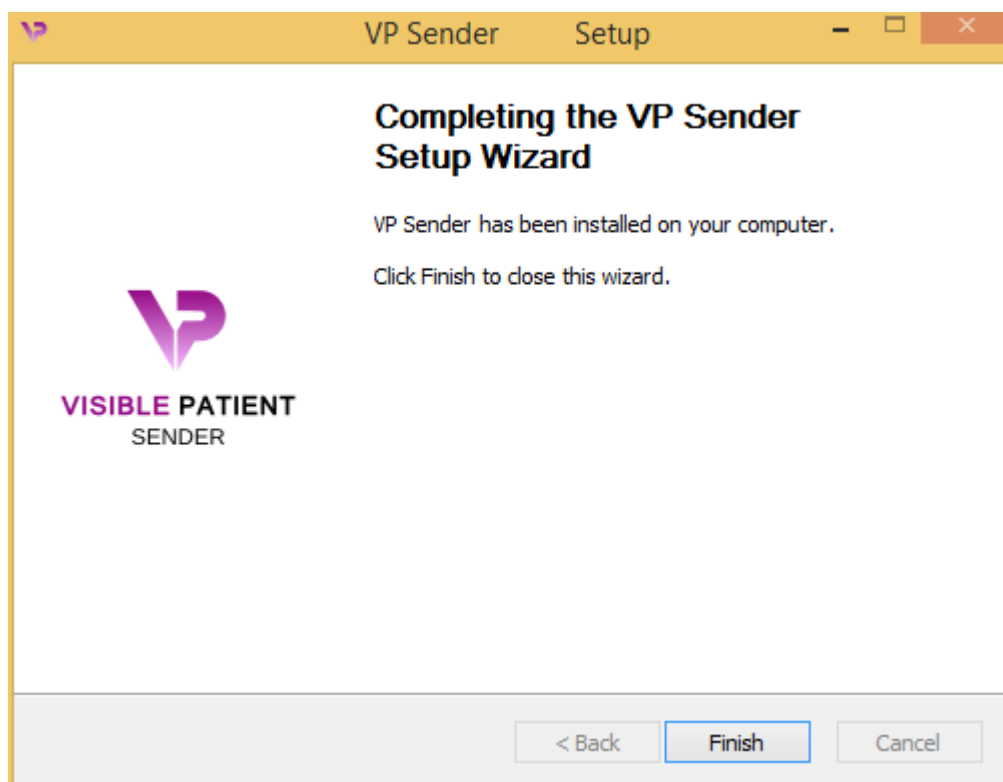 VP Sender Setup
Completing the VP Sender
Setup Wizard
VP Sender has been installed on your computer.
Click Finish to close this wizard.
VP
VISIBLE PATIENT
SENDER
< Back
Finish
Cancel